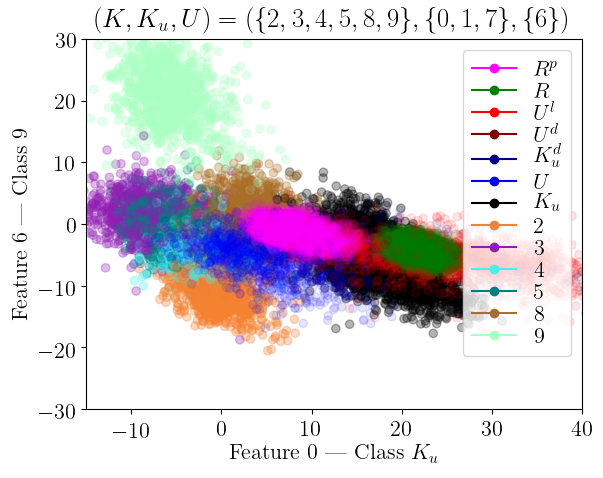 (K, K_u, U) = ({2, 3, 4, 5, 8, 9}, {0, 1, 7}, {6})
30
20
10
0
−10
−20
−30
Feature 6 — Class 9
R^p
R
U^l
U^d
K_u^d
U
K_u
2
3
4
5
8
9
−10
0
10
20
30
40
Feature 0 — Class K_u